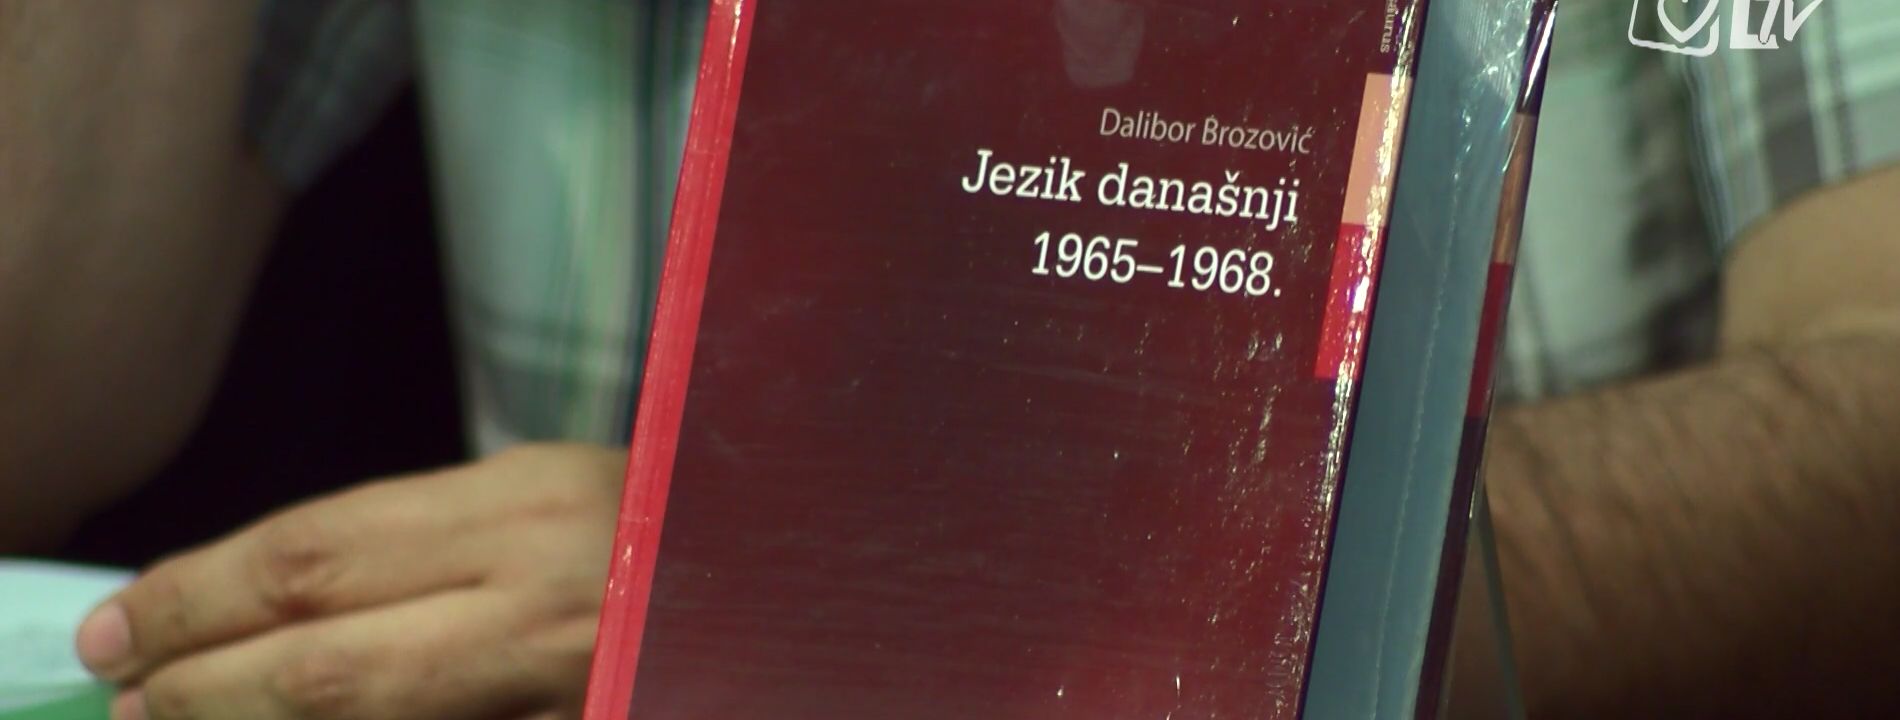 Dalibor Brozović
Jezik današnji
1965–1968.